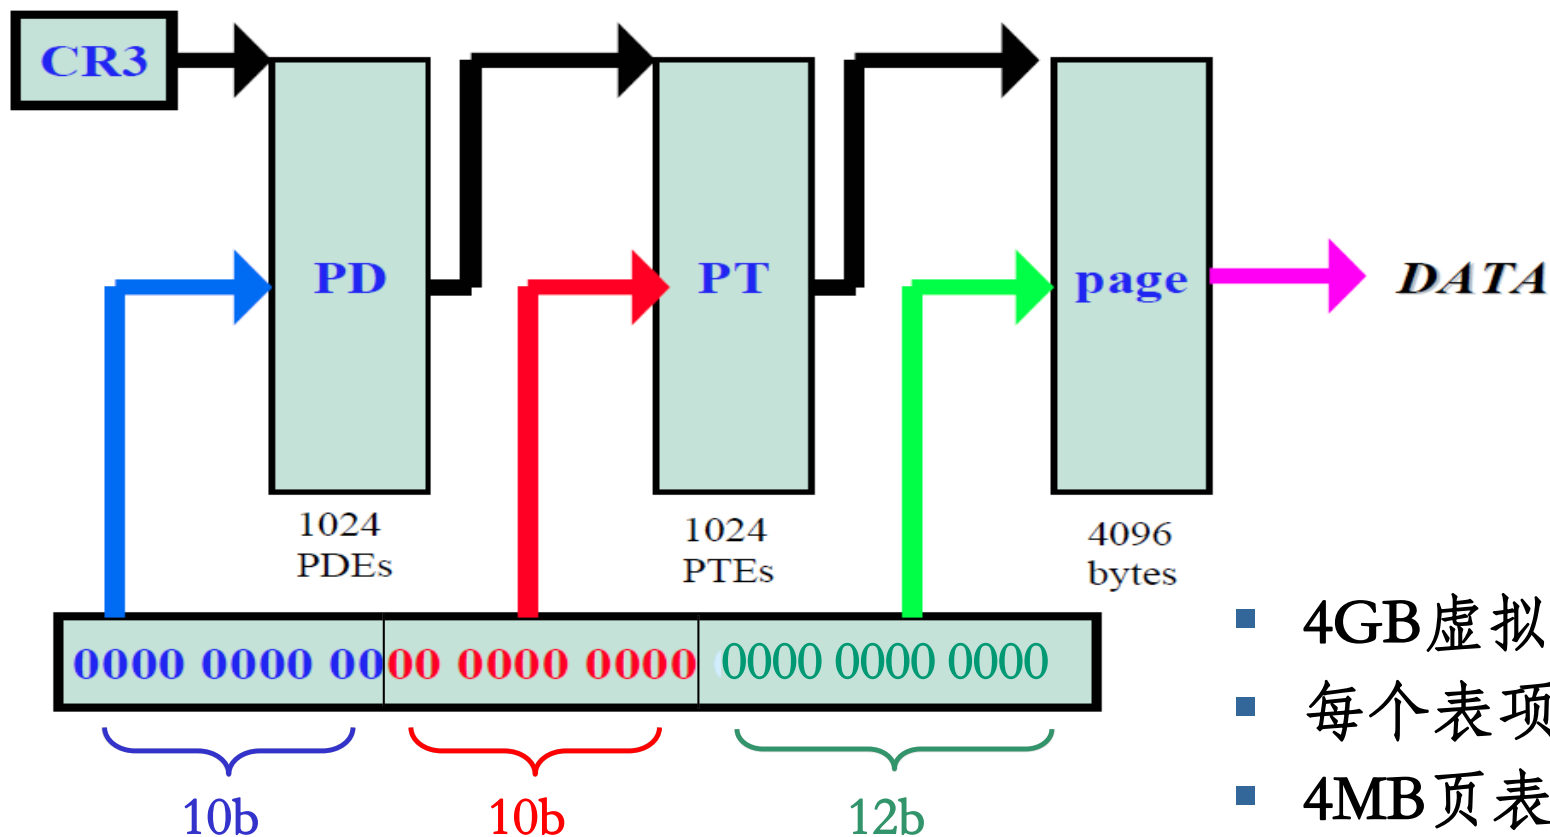 CR3
PD
PT
page
DATA
1024
PDEs
1024
PTEs
4096
bytes
0000 0000 0000 0000 0000 0000 0000 0000
10b
10b
12b
4GB虚拟
每个表项
4MB页表